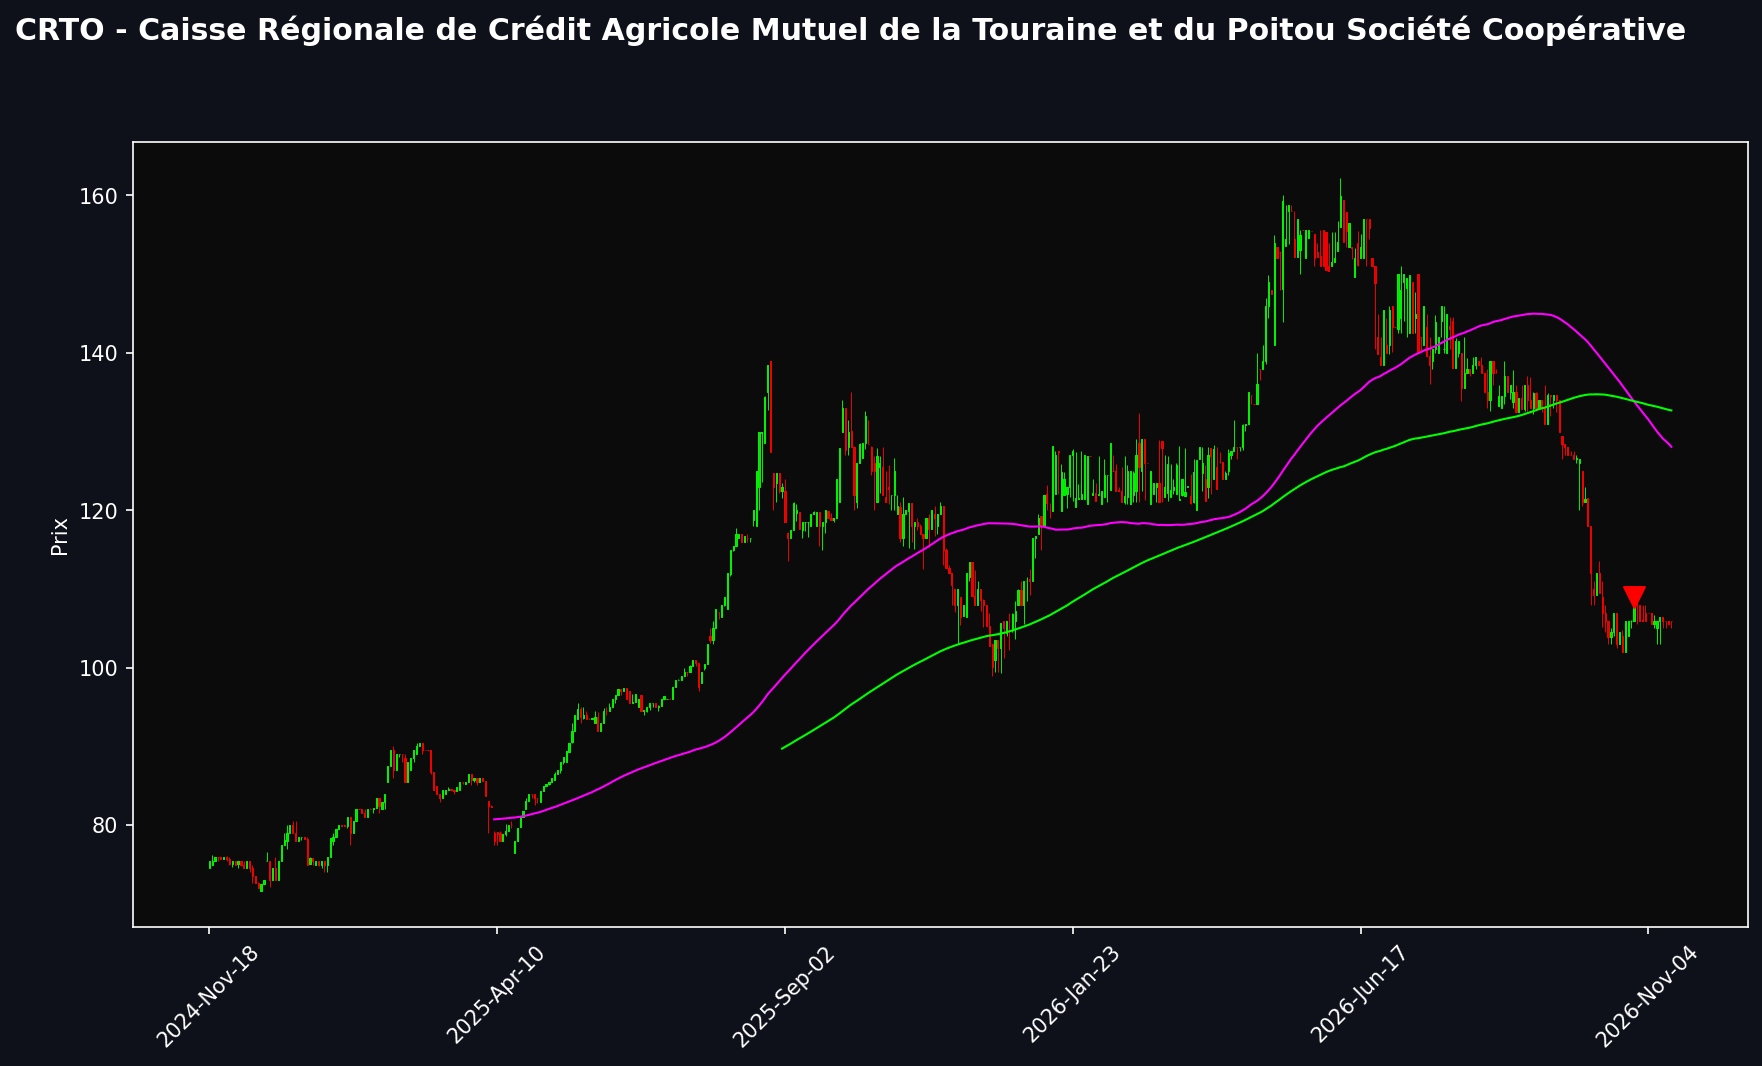 CRTO - Caisse Régionale de Crédit Agricole Mutuel de la Touraine et du Poitou Société Coopérative
160
140
120
100
80
Prix
2024-Nov-18
2025-Apr-10
2025-Sep-02
2026-Jan-23
2026-Jun-17
2026-Nov-04